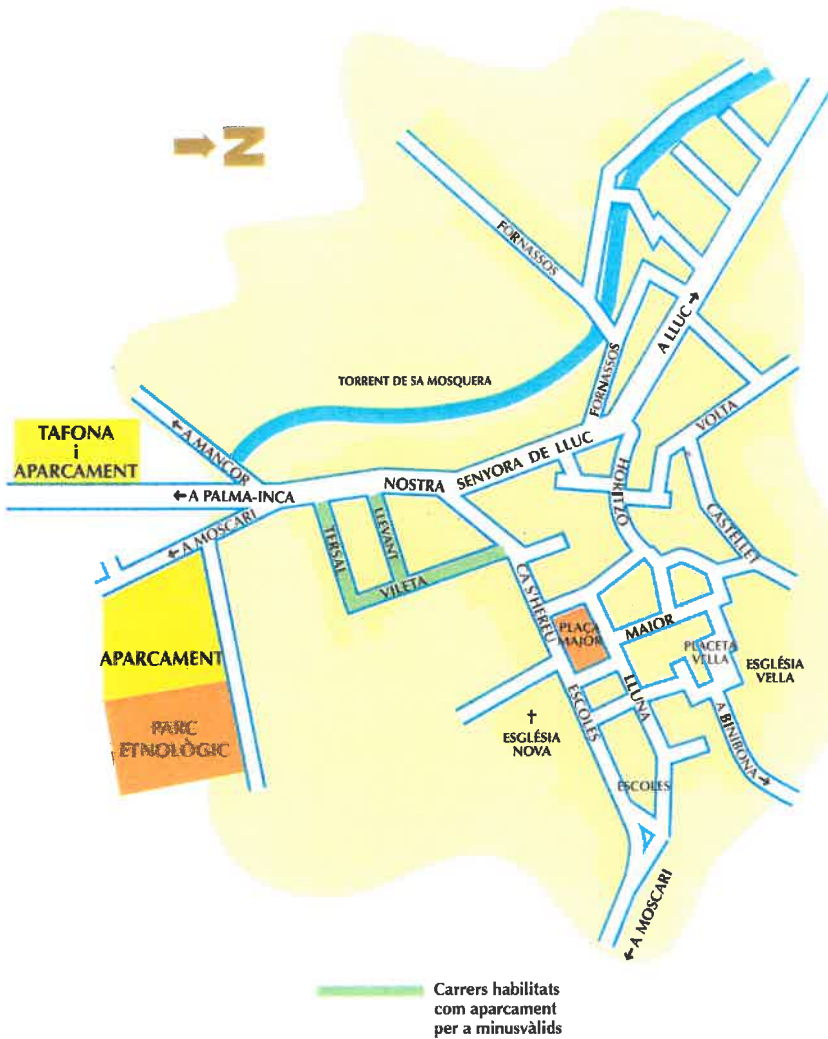 N
FORNASSOS
A LLUC →
TORRENT DE SA MOSQUERA
FORNASSOS
VOLTA
TAFONA
i
APARCAMENT
← A MANCOR
NOSTRA SENYORA DE LLUC
HORITZO
← A PALMA-INCA
← A MOSCARI
TERSAL
LLEVANT
VILETA
CASTELLET
CA S'HEREU
PLAÇA
MAJOR
MAJOR
PLACETA
VELLA
ESGLÉSIA
VELLA
APARCAMENT
LLUNA
ESCOLES
A BINIBONA →
PARC
ETNOLÒGIC
✝
ESGLÉSIA
NOVA
ESCOLES
← A MOSCARI
Carrers habilitats
com aparcament
per a minusvàlids